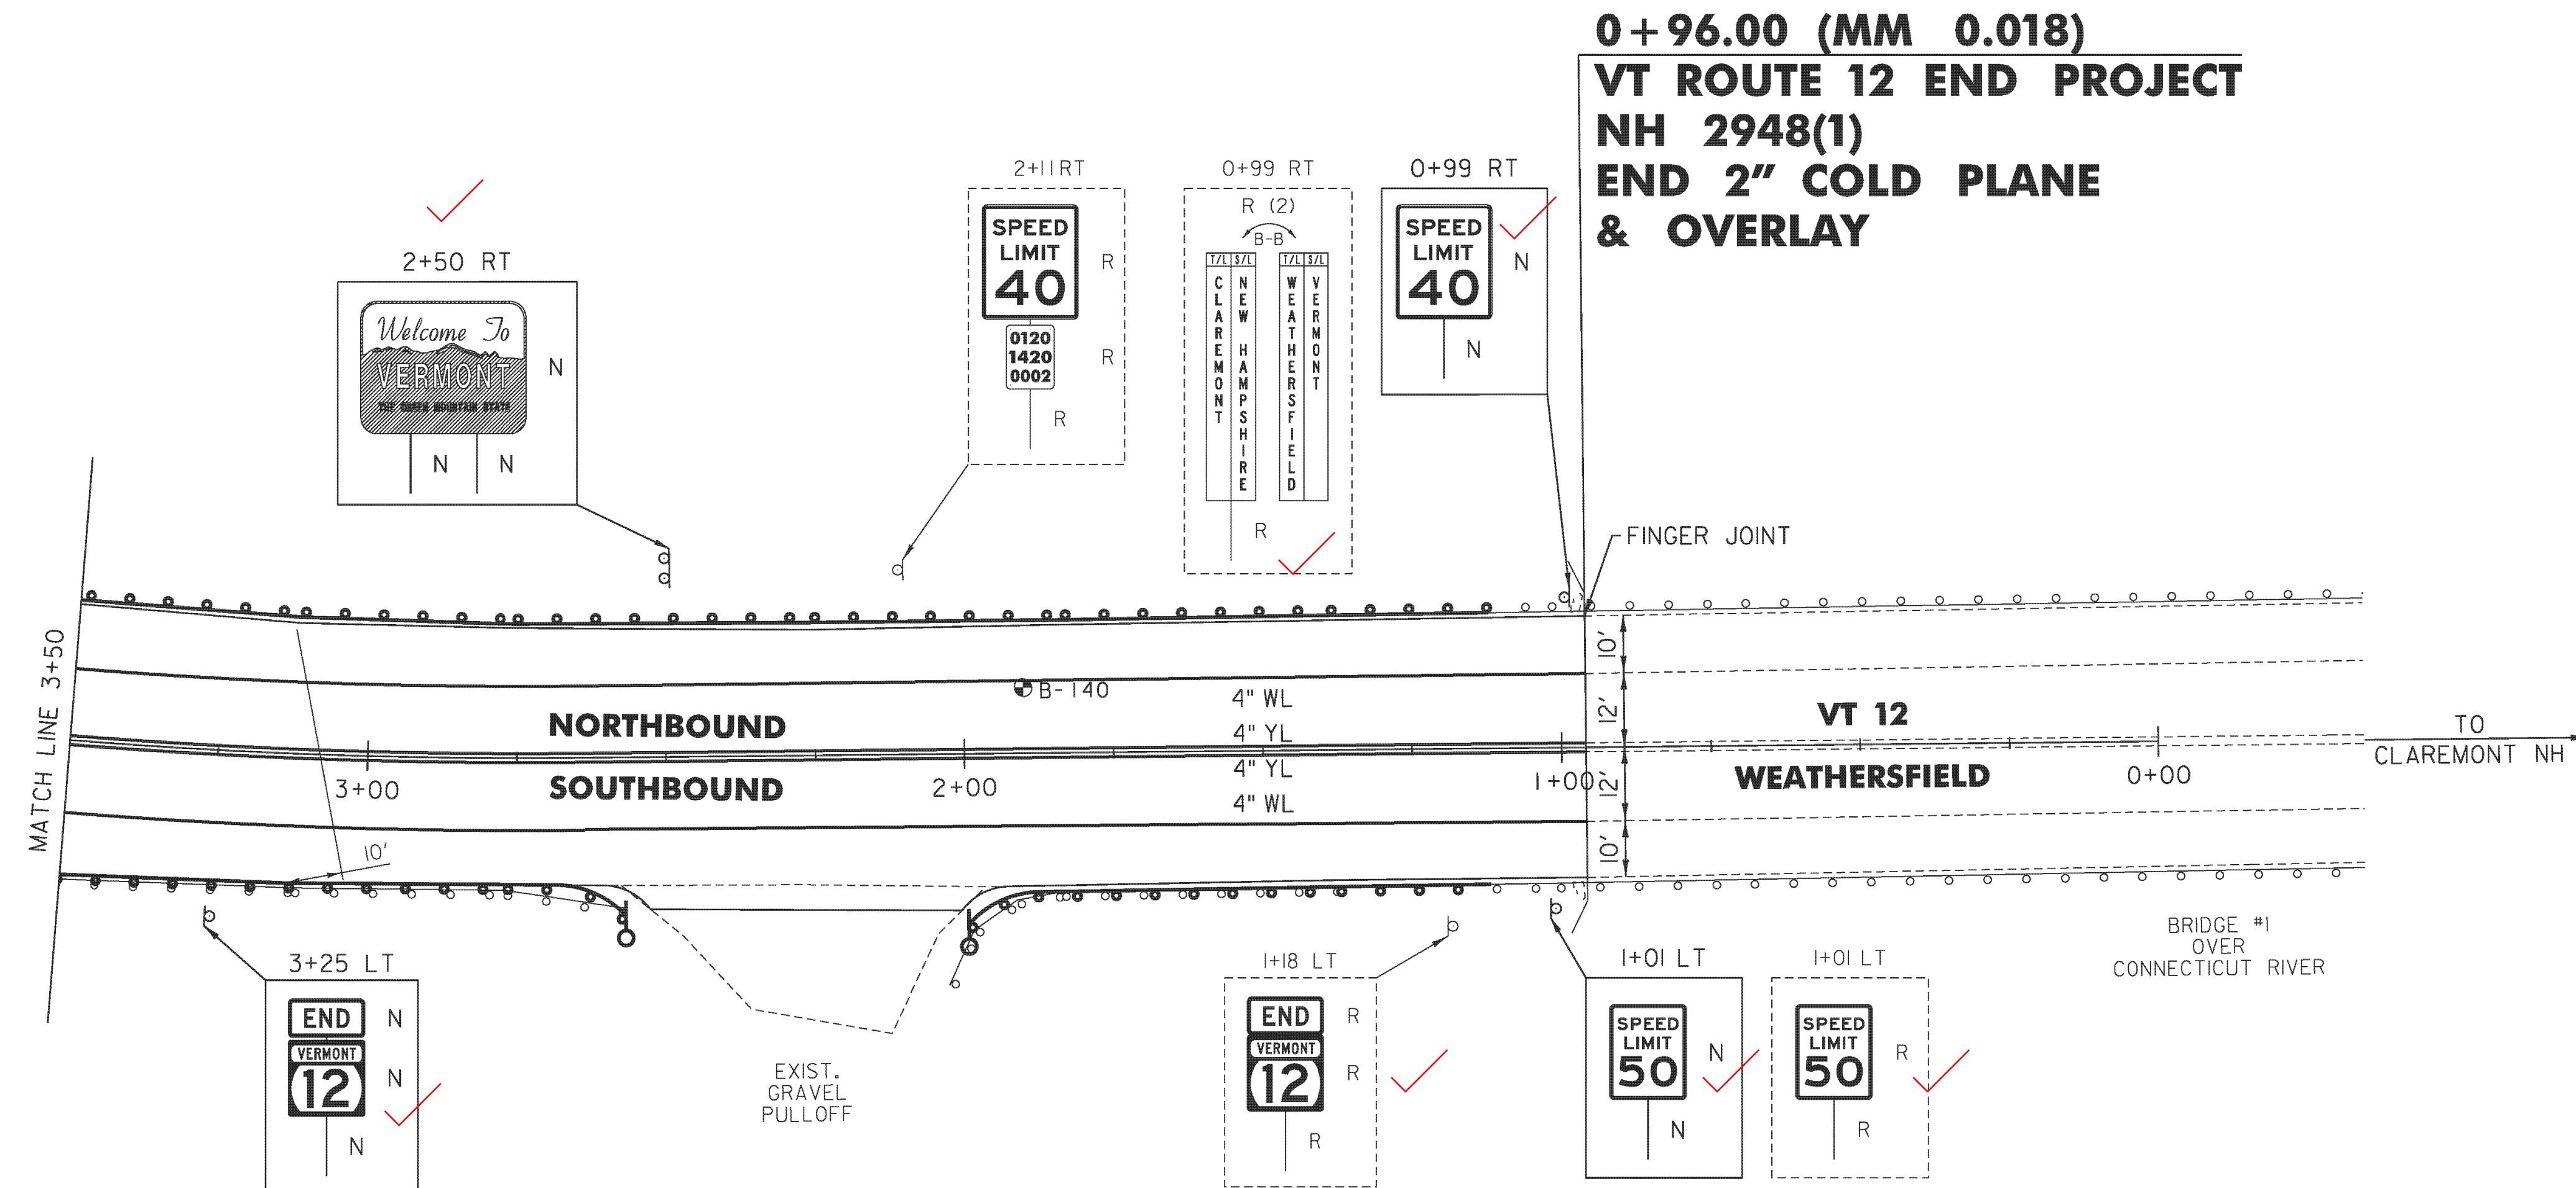 0+96.00 (MM 0.018)
VT ROUTE 12 END PROJECT
NH 2948(1)
END 2" COLD PLANE
& OVERLAY
2+50 RT
Welcome To
VERMONT
THE GREEN MOUNTAIN STATE
N
N N
2+11 RT
SPEED
LIMIT
40
R
0120
1420
0002
R
R
0+99 RT
R (2)
B-B
T/L S/L
CLAREMONT
NEW HAMPSHIRE
T/L S/L
WEATHERSFIELD
VERMONT
R
0+99 RT
SPEED
LIMIT
40
N
N
FINGER JOINT
MATCH LINE 3+50
B-140
4" WL
NORTHBOUND
4" YL
3+00
SOUTHBOUND
2+00
4" YL
4" WL
1+00
10'
12'
12'
10'
VT 12
WEATHERSFIELD
0+00
TO
CLAREMONT NH
10'
3+25 LT
END N
VERMONT
12
N
N
EXIST.
GRAVEL
PULLOFF
1+18 LT
END R
VERMONT
12
R
R
1+01 LT
SPEED
LIMIT
50
N
N
1+01 LT
SPEED
LIMIT
50
R
R
BRIDGE #1
OVER
CONNECTICUT RIVER